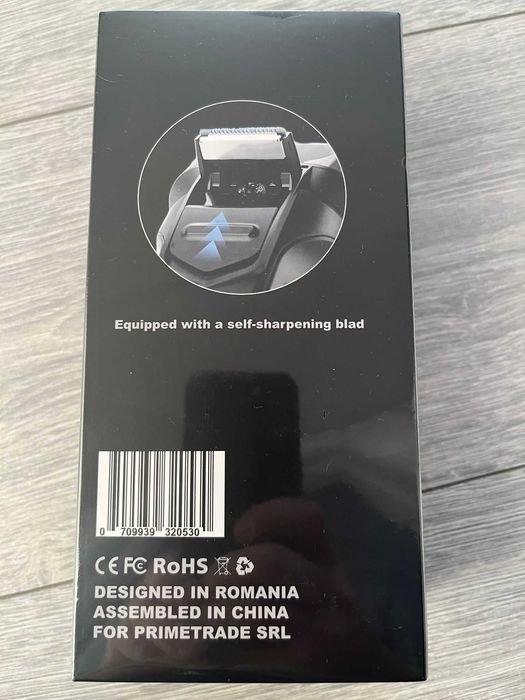 Equipped with a self-sharpening blad
0 709939 320530
CE FC RoHS
DESIGNED IN ROMANIA
ASSEMBLED IN CHINA
FOR PRIMETRADE SRL